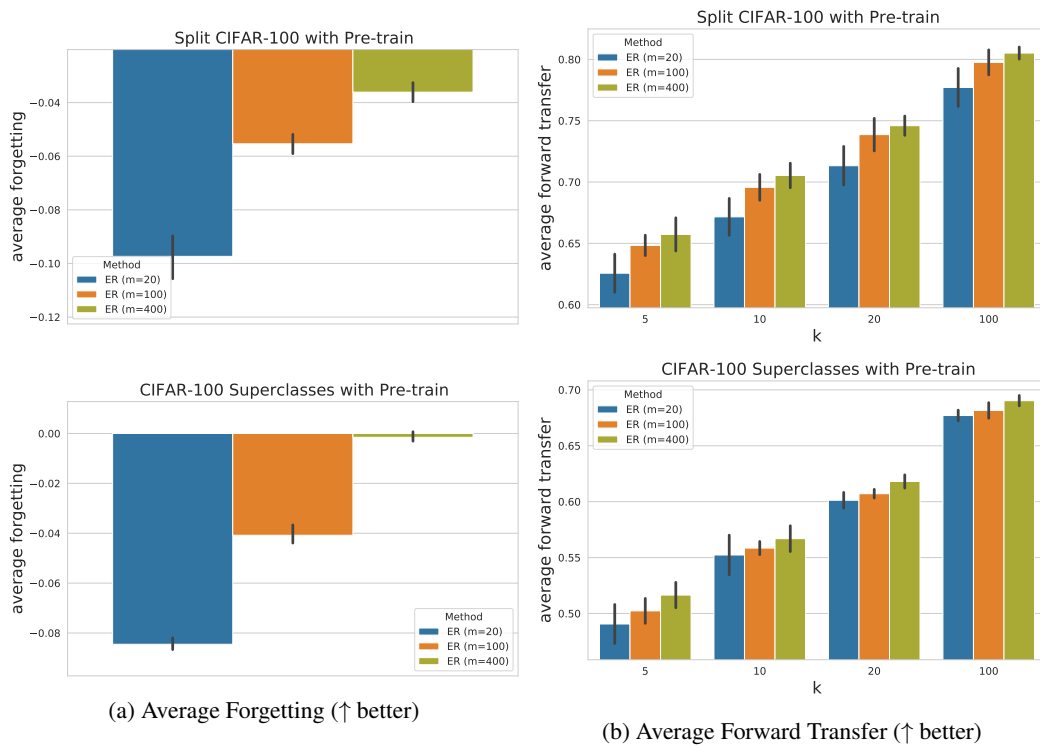 Split CIFAR-100 with Pre-train
average forgetting
−0.04
−0.06
−0.08
−0.10
−0.12
Method
ER (m=20)
ER (m=100)
ER (m=400)
CIFAR-100 Superclasses with Pre-train
average forgetting
0.00
−0.02
−0.04
−0.06
−0.08
Method
ER (m=20)
ER (m=100)
ER (m=400)
(a) Average Forgetting (↑ better)
Split CIFAR-100 with Pre-train
average forward transfer
0.80
0.75
0.70
0.65
0.60
Method
ER (m=20)
ER (m=100)
ER (m=400)
5 10 20 100
k
CIFAR-100 Superclasses with Pre-train
average forward transfer
0.70
0.65
0.60
0.55
0.50
Method
ER (m=20)
ER (m=100)
ER (m=400)
5 10 20 100
k
(b) Average Forward Transfer (↑ better)